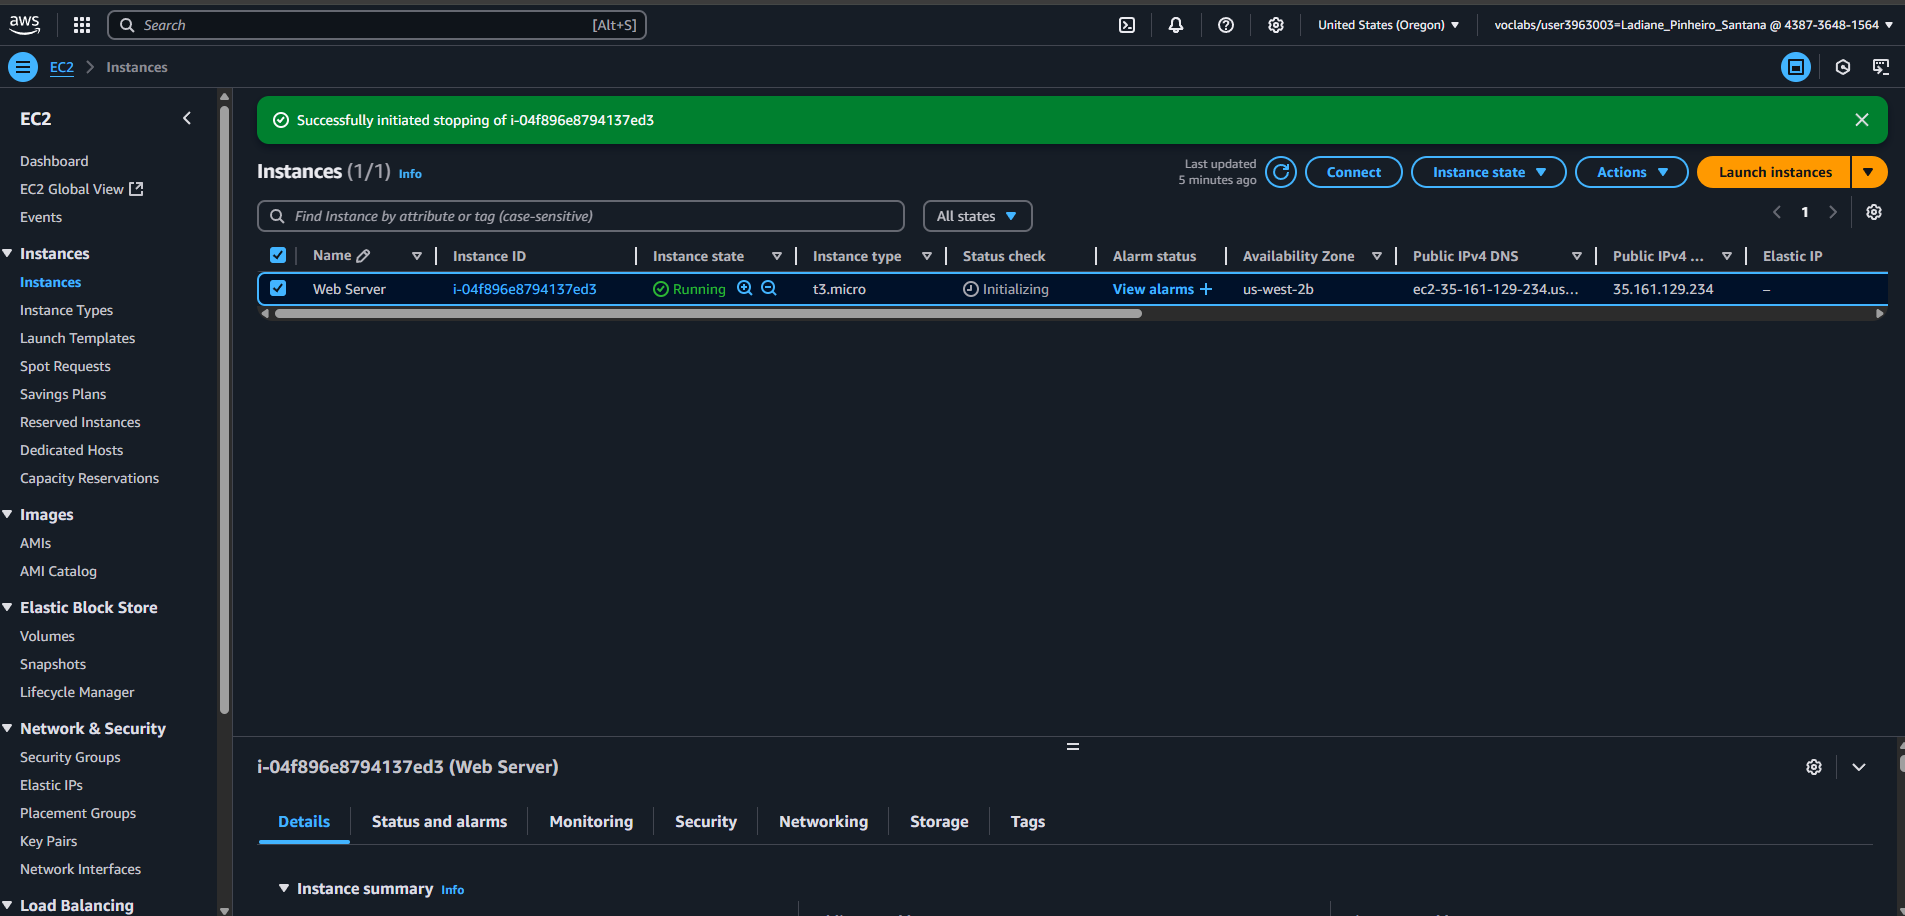 aws
Search
[Alt+S]
United States (Oregon)
voclabs/user3963003=Ladiane_Pinheiro_Santana @ 4387-3648-1564
EC2
Instances
EC2
Dashboard
EC2 Global View
Events
Instances
Instances
Instance Types
Launch Templates
Spot Requests
Savings Plans
Reserved Instances
Dedicated Hosts
Capacity Reservations
Images
AMIs
AMI Catalog
Elastic Block Store
Volumes
Snapshots
Lifecycle Manager
Network & Security
Security Groups
Elastic IPs
Placement Groups
Key Pairs
Network Interfaces
Load Balancing
Successfully initiated stopping of i-04f896e8794137ed3
Instances (1/1) Info
Last updated
5 minutes ago
Connect
Instance state
Actions
Launch instances
Find Instance by attribute or tag (case-sensitive)
All states
1
Name Instance ID Instance state Instance type Status check Alarm status Availability Zone Public IPv4 DNS Public IPv4 ... Elastic IP
Web Server i-04f896e8794137ed3 Running t3.micro Initializing View alarms + us-west-2b ec2-35-161-129-234.us... 35.161.129.234 –
i-04f896e8794137ed3 (Web Server)
Details Status and alarms Monitoring Security Networking Storage Tags
Instance summary Info